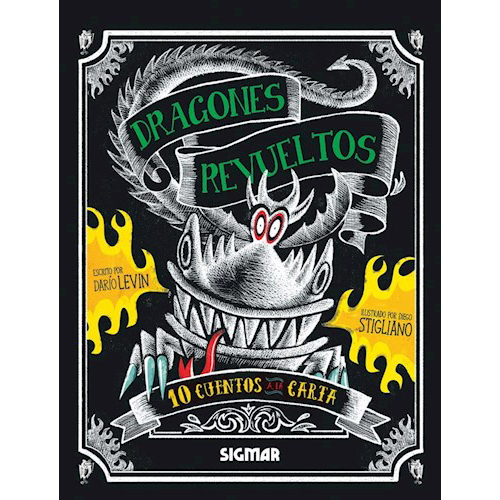 DRAGONES
REVUELTOS
ESCRITO POR
DARÍO LEVIN
ILUSTRADO POR DIEGO
STIGLIANO
10 CUENTOS A LA CARTA
SIGMAR